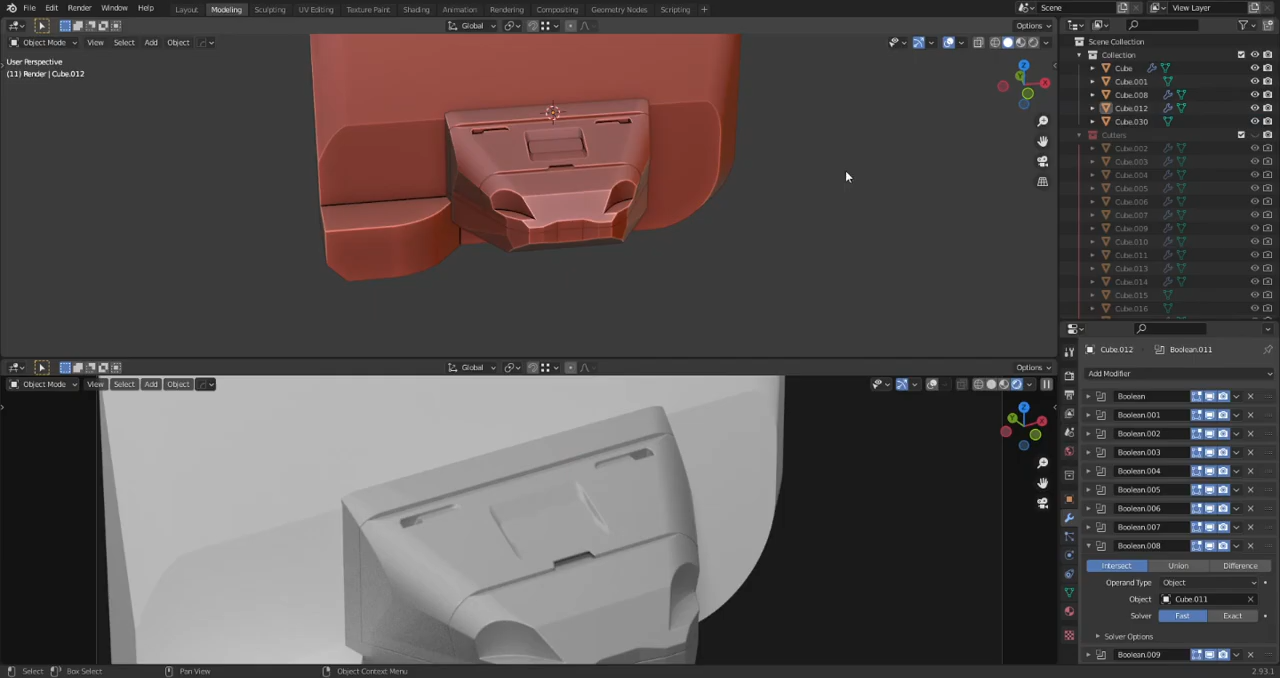 File Edit Render Window Help
Layout Modeling Sculpting UV Editing Texture Paint Shading Animation Rendering Compositing Geometry Nodes Scripting +
Scene View Layer
Global Options
Object Mode View Select Add Object
User Perspective
(11) Render | Cube.012
Z
Y
X
Scene Collection
Collection
Cube
Cube.001
Cube.008
Cube.012
Cube.030
Cutters
Cube.002
Cube.003
Cube.004
Cube.005
Cube.006
Cube.007
Cube.009
Cube.010
Cube.011
Cube.013
Cube.014
Cube.015
Cube.016
Global Options
Object Mode View Select Add Object
Z
Y
X
Cube.012 Boolean.011
Add Modifier
Boolean
Boolean.001
Boolean.002
Boolean.003
Boolean.004
Boolean.005
Boolean.006
Boolean.007
Boolean.008
Intersect Union Difference
Operand Type Object
Object Cube.011
Solver Fast Exact
Solver Options
Boolean.009
Select Box Select Pan View Object Context Menu 2.93.1